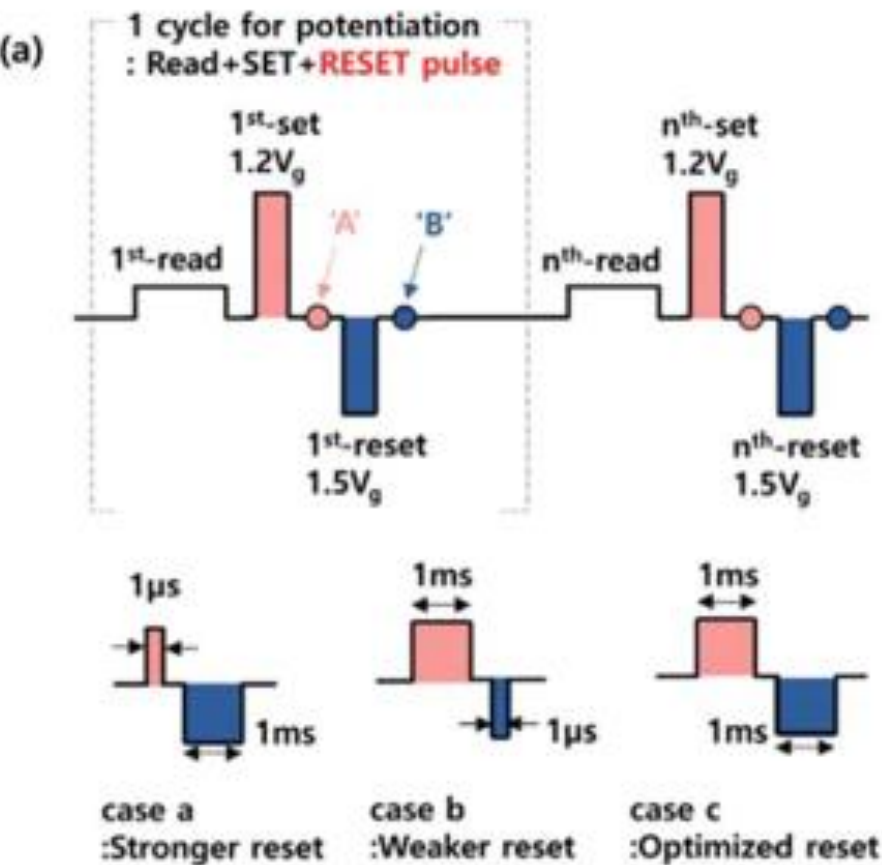 (a)
1 cycle for potentiation
: Read+SET+RESET pulse
1st-set
1.2Vg
nth-set
1.2Vg
'A'
'B'
1st-read
nth-read
1st-reset
1.5Vg
nth-reset
1.5Vg
1μs
1ms
1ms
1ms
1μs
1ms
case a
:Stronger reset
case b
:Weaker reset
case c
:Optimized reset